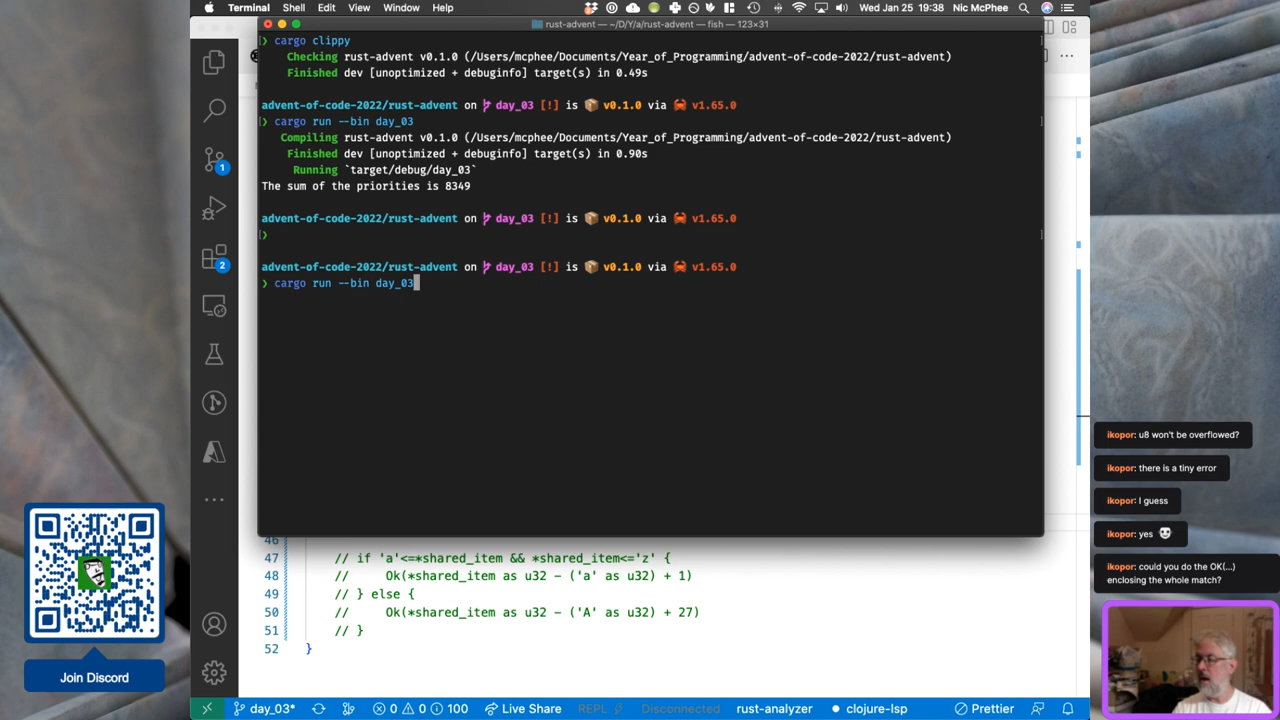 Terminal Shell Edit View Window Help Wed Jan 25 19:38 Nic McPhee
rust-advent — ~/D/Y/a/rust-advent — fish — 123×31
❯ cargo clippy
Checking rust-advent v0.1.0 (/Users/mcphee/Documents/Year_of_Programming/advent-of-code-2022/rust-advent)
Finished dev [unoptimized + debuginfo] target(s) in 0.49s
advent-of-code-2022/rust-advent on day_03 [!] is 📦 v0.1.0 via 🦀 v1.65.0
❯ cargo run --bin day_03
Compiling rust-advent v0.1.0 (/Users/mcphee/Documents/Year_of_Programming/advent-of-code-2022/rust-advent)
Finished dev [unoptimized + debuginfo] target(s) in 0.90s
Running `target/debug/day_03`
The sum of the priorities is 8349
advent-of-code-2022/rust-advent on day_03 [!] is 📦 v0.1.0 via 🦀 v1.65.0
❯
advent-of-code-2022/rust-advent on day_03 [!] is 📦 v0.1.0 via 🦀 v1.65.0
❯ cargo run --bin day_03
46
47 // if 'a'<=*shared_item && *shared_item<='z' {
48 // Ok(*shared_item as u32 - ('a' as u32) + 1)
49 // } else {
50 // Ok(*shared_item as u32 - ('A' as u32) + 27)
51 // }
52 }
1
2
day_03* 0 0 100 Live Share REPL Disconnected rust-analyzer clojure-lsp Prettier
Join Discord
ikopor: u8 won't be overflowed?
ikopor: there is a tiny error
ikopor: I guess
ikopor: yes
ikopor: could you do the OK(...)
enclosing the whole match?